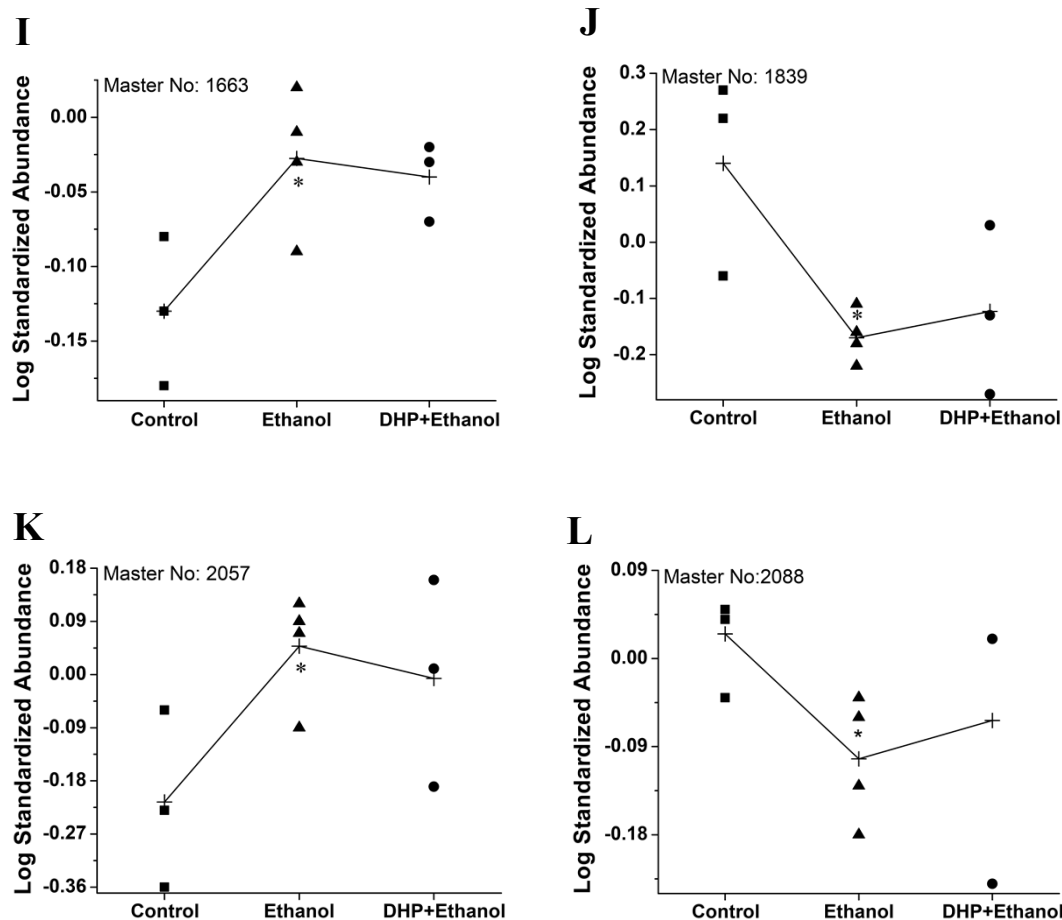 I
Master No: 1663
Log Standardized Abundance
0.00
-0.05
-0.10
-0.15
*
Control Ethanol DHP+Ethanol
J
Master No: 1839
Log Standardized Abundance
0.3
0.2
0.1
0.0
-0.1
-0.2
*
Control Ethanol DHP+Ethanol
K
Master No: 2057
Log Standardized Abundance
0.18
0.09
0.00
-0.09
-0.18
-0.27
-0.36
*
Control Ethanol DHP+Ethanol
L
Master No:2088
Log Standardized Abundance
0.09
0.00
-0.09
-0.18
*
Control Ethanol DHP+Ethanol